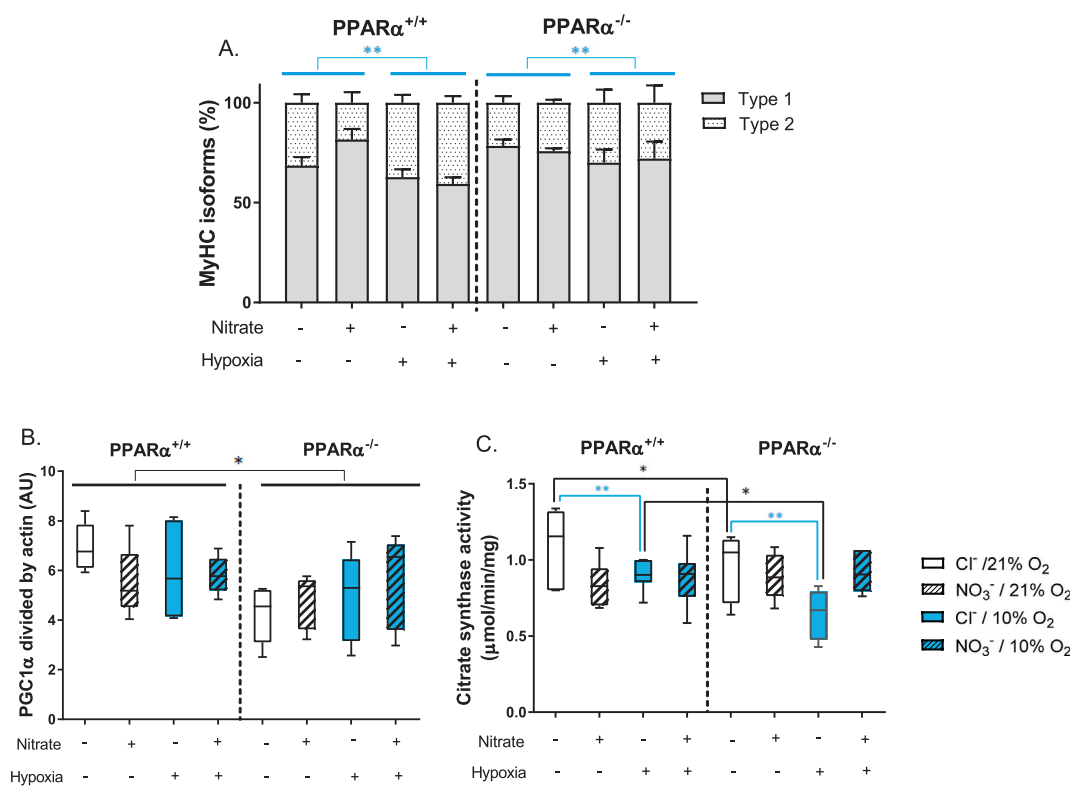 A.
PPARα+/+ PPARα-/-
** **
MyHC isoforms (%)
100
50
0
Type 1
Type 2
Nitrate - + - + - + - +
Hypoxia - - + + - - + +
B.
PPARα+/+ PPARα-/-
*
PGC1α divided by actin (AU)
10
8
6
4
2
0
Nitrate - + - + - - - +
Hypoxia - - + + - - + +
C.
PPARα+/+ PPARα-/-
*
** *
**
Citrate synthase activity
(μmol/min/mg)
1.5
1.0
0.5
0.0
Nitrate - + - + - + - +
Hypoxia - - + + - - + +
Cl- /21% O2
NO3- / 21% O2
Cl- / 10% O2
NO3- / 10% O2